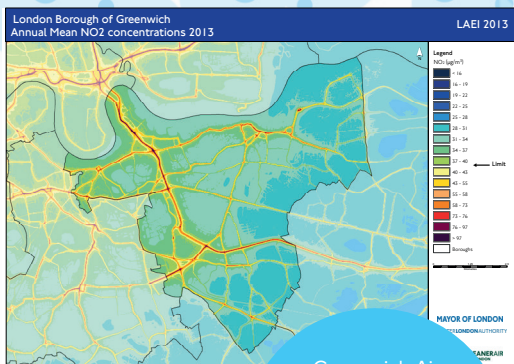 London Borough of Greenwich
Annual Mean NO2 concentrations 2013
LAEI 2013
Legend
NO₂ (µg/m³)
< 16
16 - 19
19 - 22
22 - 25
25 - 28
28 - 31
31 - 34
34 - 37
37 - 40
Limit
40 - 43
43 - 55
55 - 58
58 - 73
73 - 76
76 - 97
> 97
Boroughs
MAYOR OF LONDON
LONDONAUTHORITY